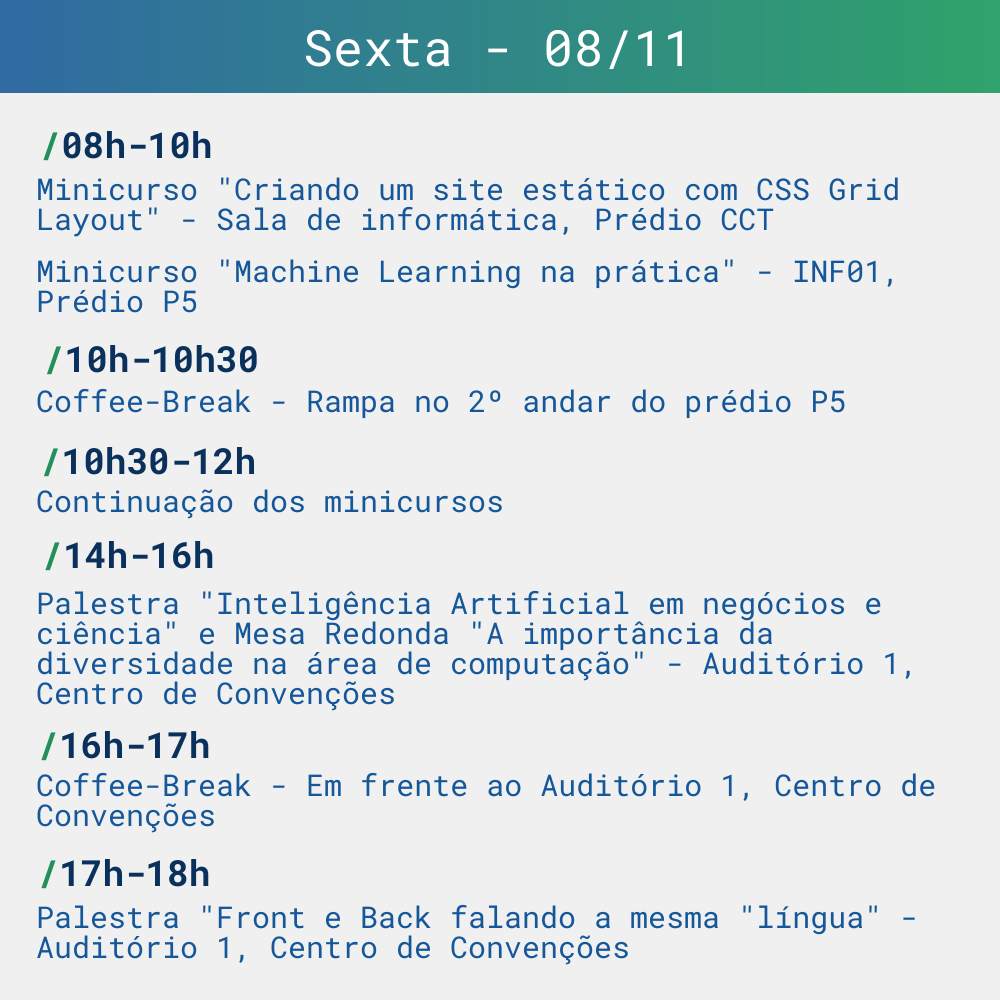 Sexta - 08/11
/08h-10h
Minicurso "Criando um site estático com CSS Grid
Layout" - Sala de informática, Prédio CCT
Minicurso "Machine Learning na prática" - INF01,
Prédio P5
/10h-10h30
Coffee-Break - Rampa no 2º andar do prédio P5
/10h30-12h
Continuação dos minicursos
/14h-16h
Palestra "Inteligência Artificial em negócios e
ciência" e Mesa Redonda "A importância da
diversidade na área de computação" - Auditório 1,
Centro de Convenções
/16h-17h
Coffee-Break - Em frente ao Auditório 1, Centro de
Convenções
/17h-18h
Palestra "Front e Back falando a mesma "língua" -
Auditório 1, Centro de Convenções